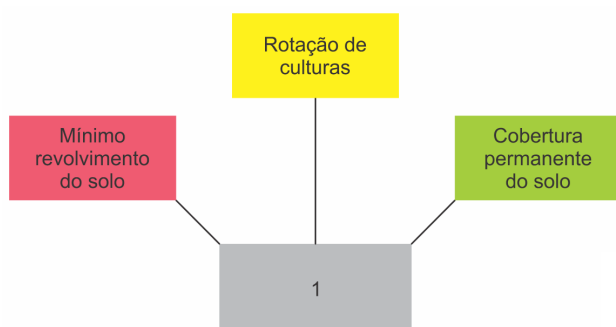 Rotação de
culturas
Mínimo
revolvimento
do solo
Cobertura
permanente
do solo
1